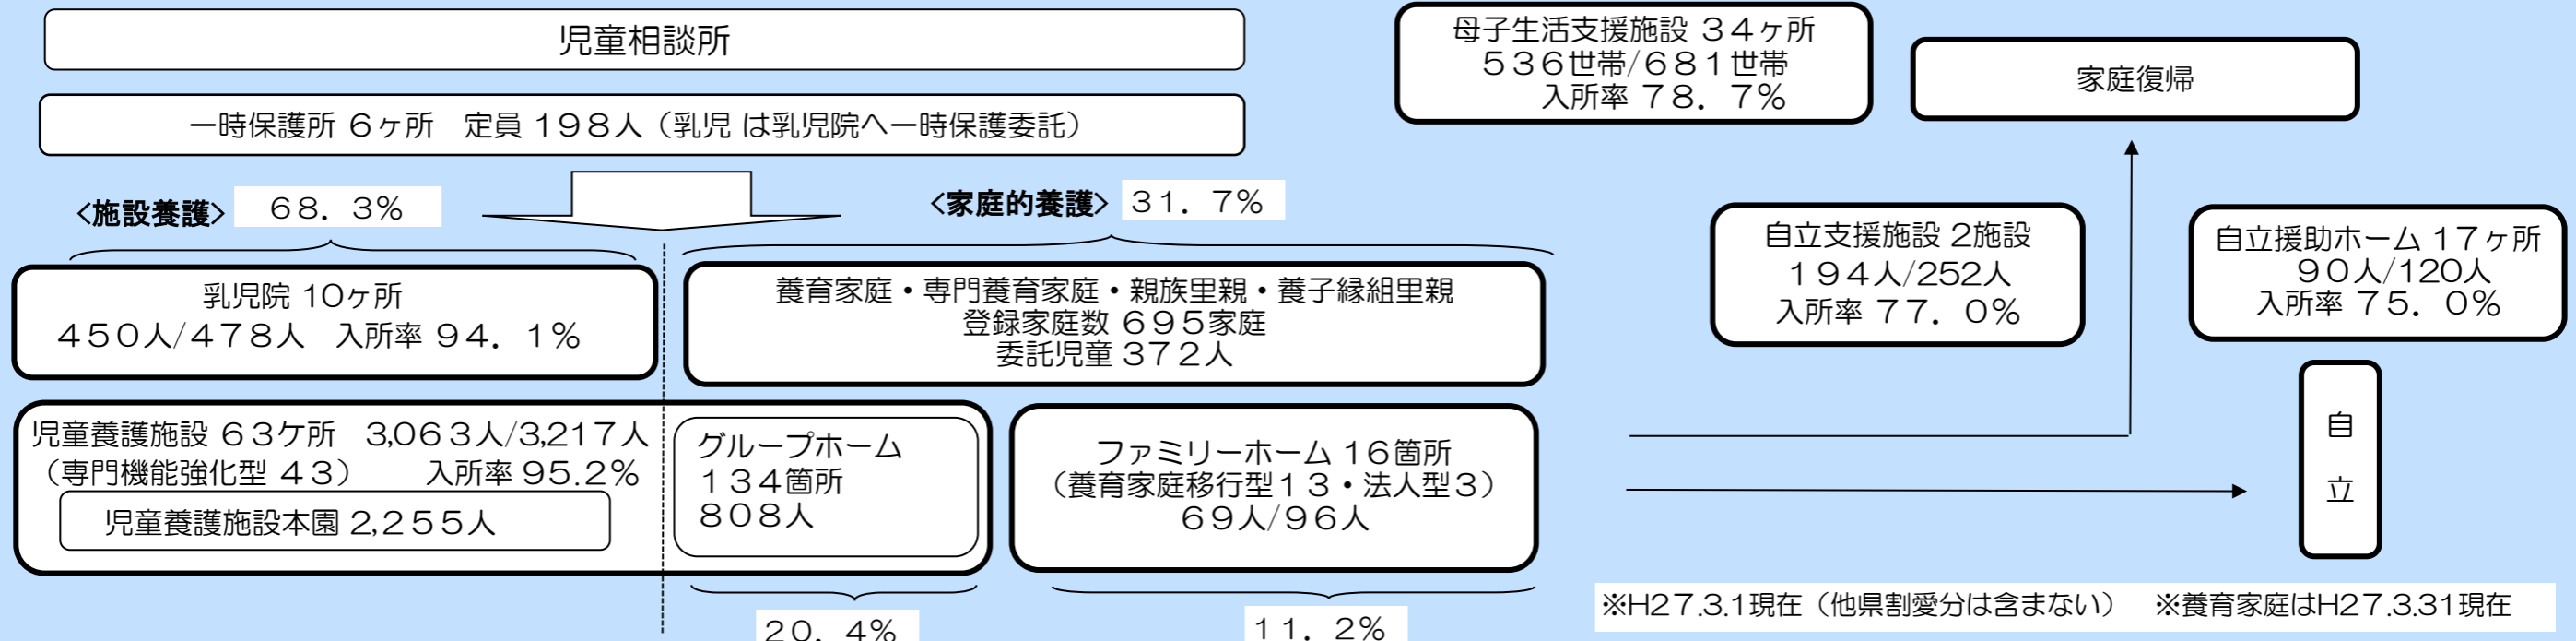 児童相談所
一時保護所 6ヶ所 定員 198人（乳児 は乳児院へ一時保護委託）
母子生活支援施設 34ヶ所
536世帯/681世帯
入所率 78．7%
家庭復帰
<施設養護> 68．3%
<家庭的養護> 31．7%
乳児院 10ヶ所
450人/478人 入所率 94．1%
養育家庭・専門養育家庭・親族里親・養子縁組里親
登録家庭数 695家庭
委託児童 372人
自立支援施設 2施設
194人/252人
入所率 77．0%
自立援助ホーム 17ヶ所
90人/120人
入所率 75．0%
児童養護施設 63ケ所 3,063人/3,217人
（専門機能強化型 43） 入所率 95.2%
児童養護施設本園 2,255人
グループホーム
134箇所
808人
ファミリーホーム 16箇所
（養育家庭移行型13・法人型3）
69人/96人
自
立
20．4%
11．2%
※H27.3.1現在（他県割愛分は含まない） ※養育家庭はH27.3.31現在